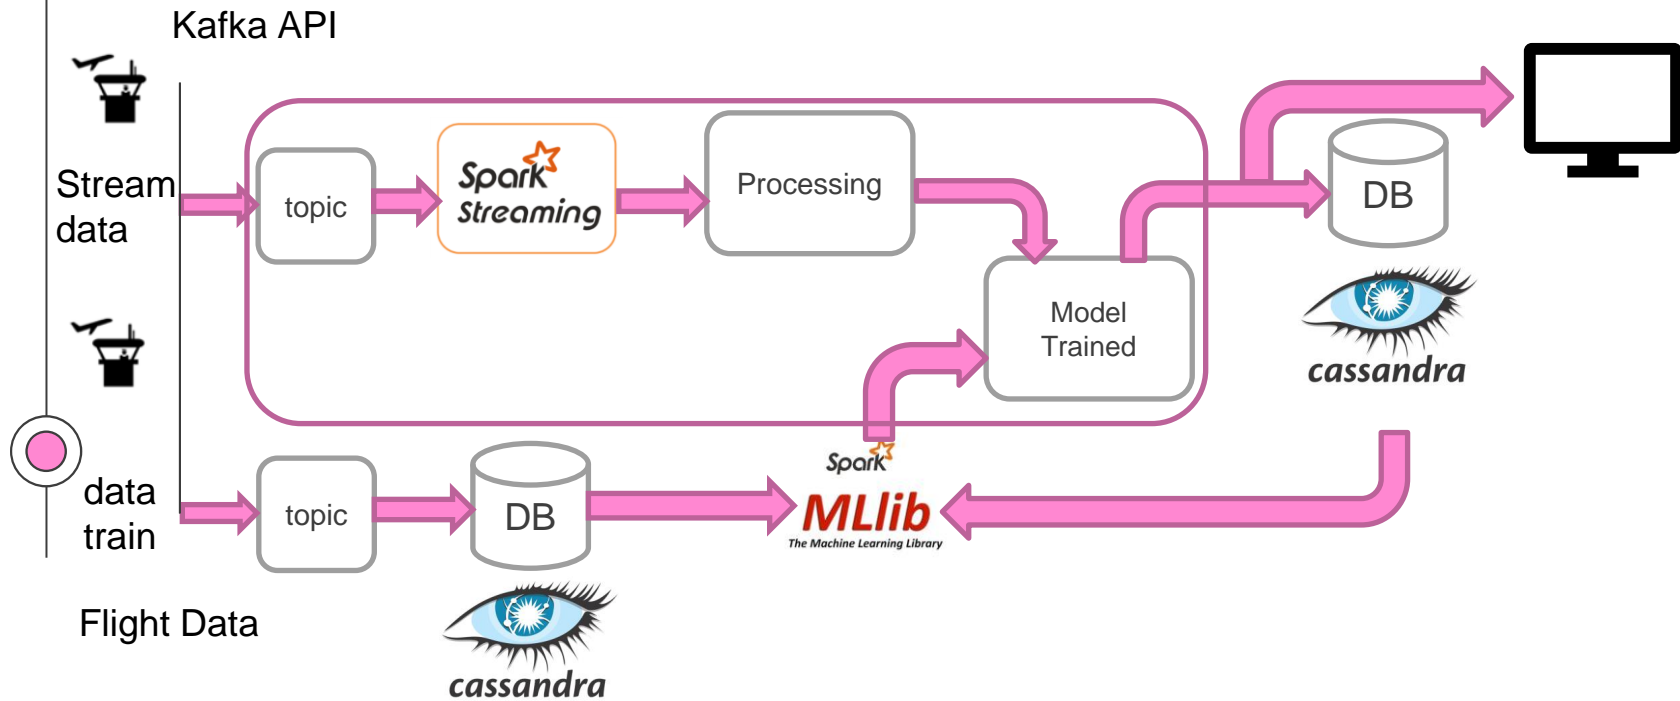 Kafka API
Stream
data
topic
Spark
Streaming
Processing
Model
Trained
DB
cassandra
data
train
topic
DB
Spark
MLlib
The Machine Learning Library
Flight Data
cassandra